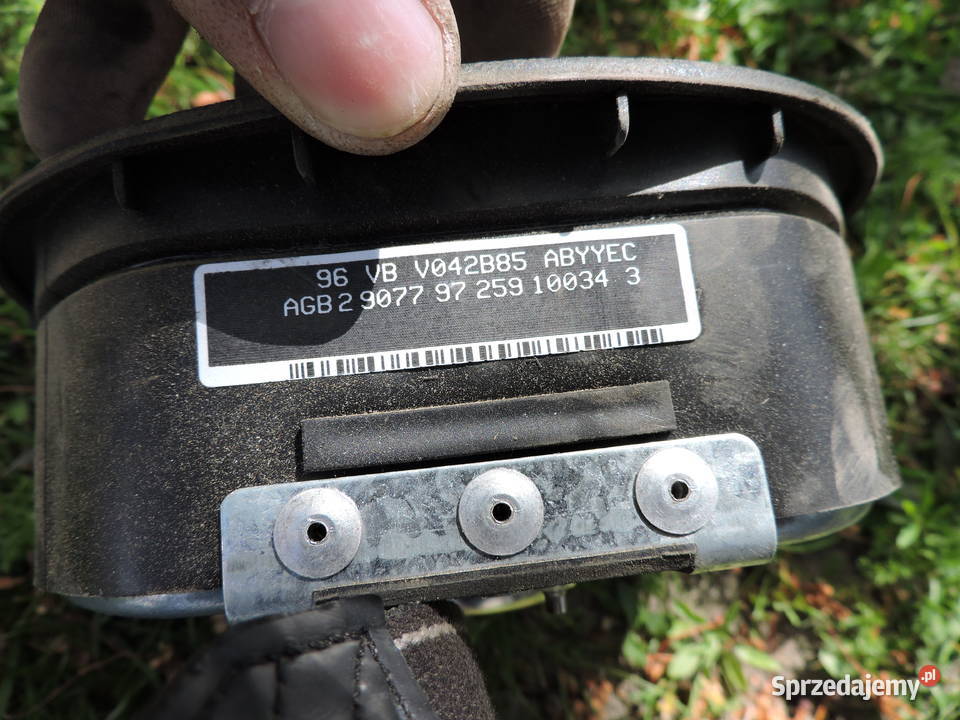 96 VB V042B85 ABYYEC
AGB 2 9077 97 259 10034 3
Sprzedajemy.pl